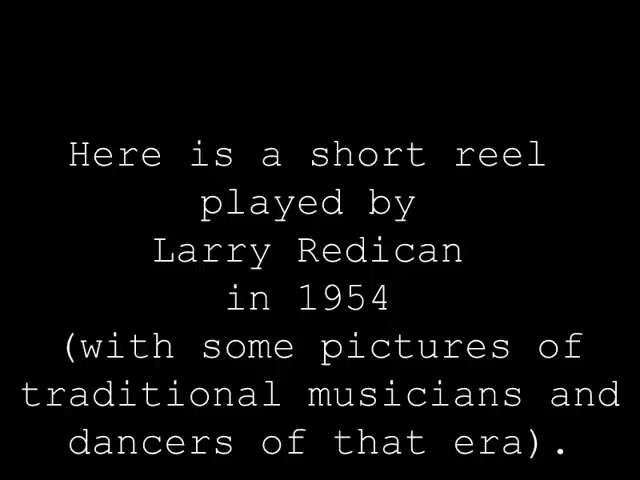 Here is a short reel
played by
Larry Redican
in 1954
(with some pictures of
traditional musicians and
dancers of that era).